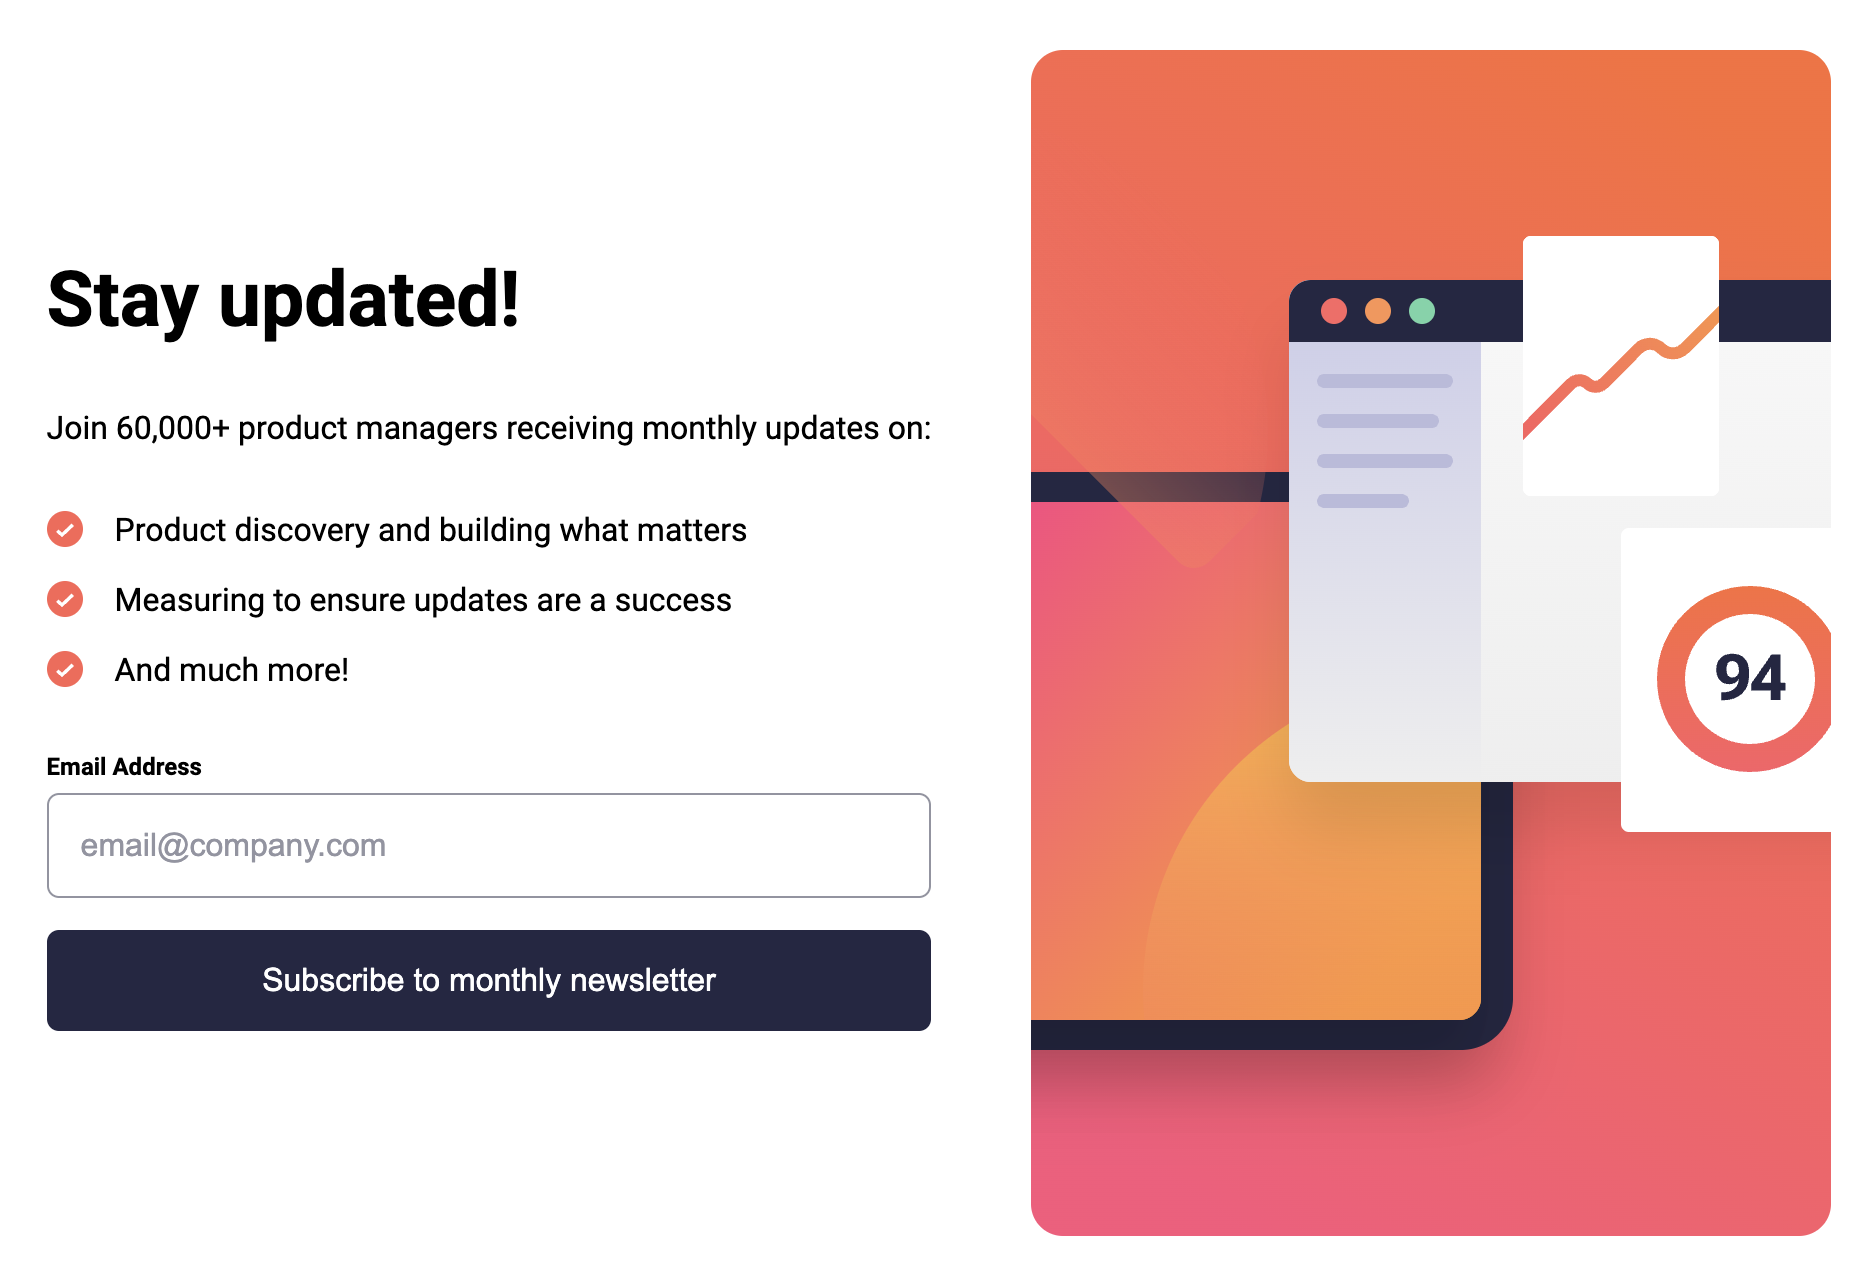 Stay updated!
Join 60,000+ product managers receiving monthly updates on:
Product discovery and building what matters
Measuring to ensure updates are a success
And much more!
Email Address
email@company.com
Subscribe to monthly newsletter
94